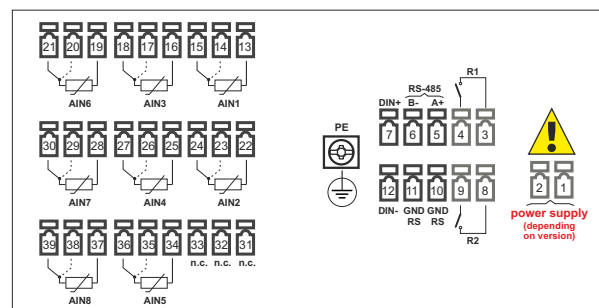 21 20 19 18 17 16 15 14 13
AIN6 AIN3 AIN1
30 29 28 27 26 25 24 23 22
AIN7 AIN4 AIN2
39 38 37 36 35 34 33 32 31
n.c. n.c. n.c.
AIN8 AIN5
PE
R1
RS-485
DIN+ B- A+
7 6 5 4 3
12 11 10 9 8
DIN- GND GND
RS RS
R2
2 1
power supply
(depending
on version)